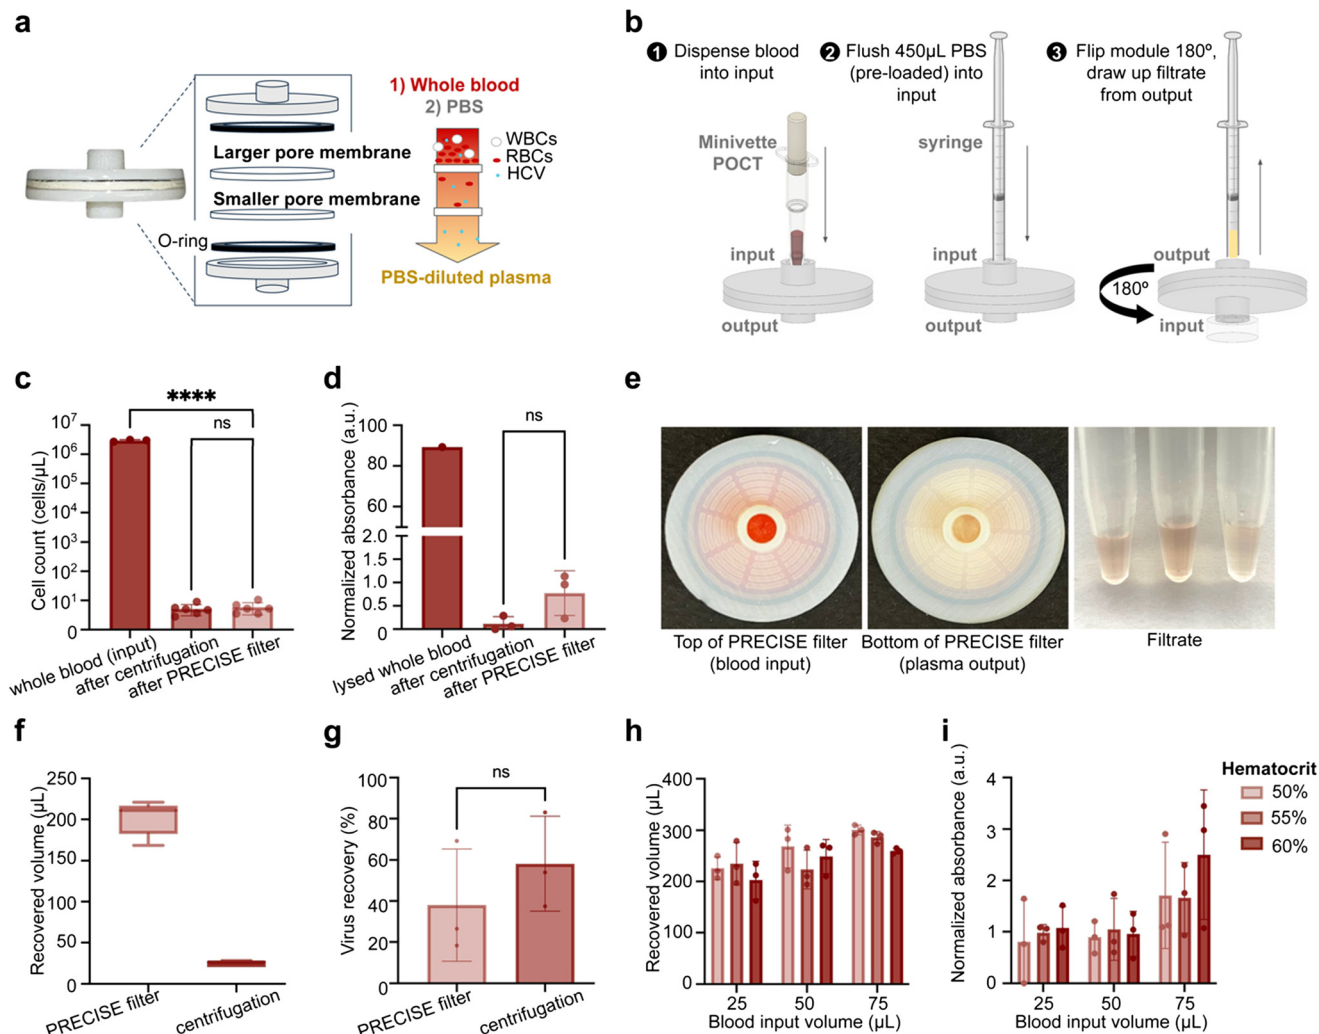 a
1) Whole blood
2) PBS
WBCs
RBCs
HCV
Larger pore membrane
Smaller pore membrane
O-ring
PBS-diluted plasma
b
1 Dispense blood
into input
2 Flush 450µL PBS
(pre-loaded) into
input
3 Flip module 180º,
draw up filtrate
from output
Minivette
POCT
input
output
syringe
input
output
output
180º
input
c
Cell count (cells/µL)
10⁷
10⁶
10⁵
10⁴
10³
10²
10¹
0
****
ns
whole blood (input)
after centrifugation
after PRECISE filter
d
Normalized absorbance (a.u.)
100
80
60
2.0
1.5
1.0
0.5
0
ns
lysed whole blood
after centrifugation
after PRECISE filter
e
Top of PRECISE filter
(blood input)
Bottom of PRECISE filter
(plasma output)
Filtrate
f
Recovered volume (µL)
250
200
150
100
50
0
PRECISE filter
centrifugation
g
Virus recovery (%)
100
80
60
40
20
0
ns
PRECISE filter
centrifugation
h
Recovered volume (µL)
400
300
200
100
0
25
50
75
Blood input volume (µL)
i
Normalized absorbance (a.u.)
4
3
2
1
0
25
50
75
Blood input volume (µL)
Hematocrit
50%
55%
60%